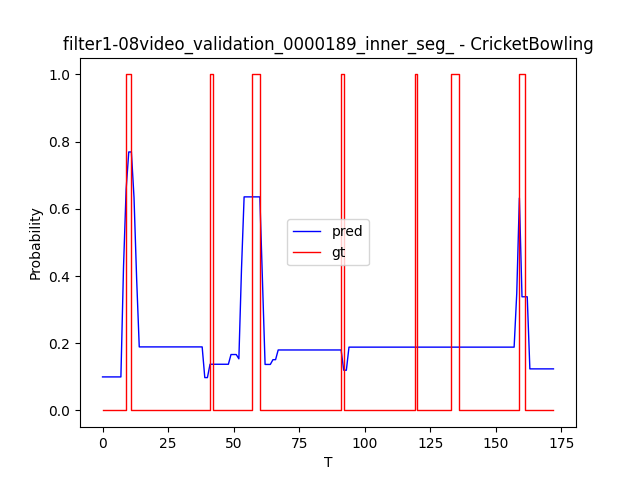 filter1-08video_validation_0000189_inner_seg_ - CricketBowling
1.0
0.8
0.6
0.4
0.2
0.0
Probability
pred
gt
0 25 50 75 100 125 150 175
T